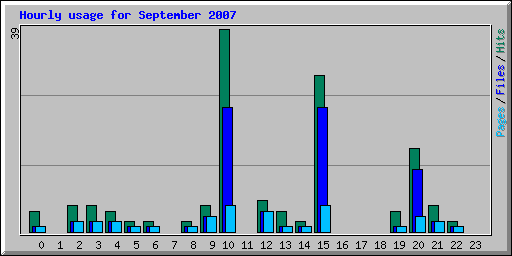 Hourly usage for September 2007
39
Pages / Files / Hits
0 1 2 3 4 5 6 7 8 9 10 11 12 13 14 15 16 17 18 19 20 21 22 23